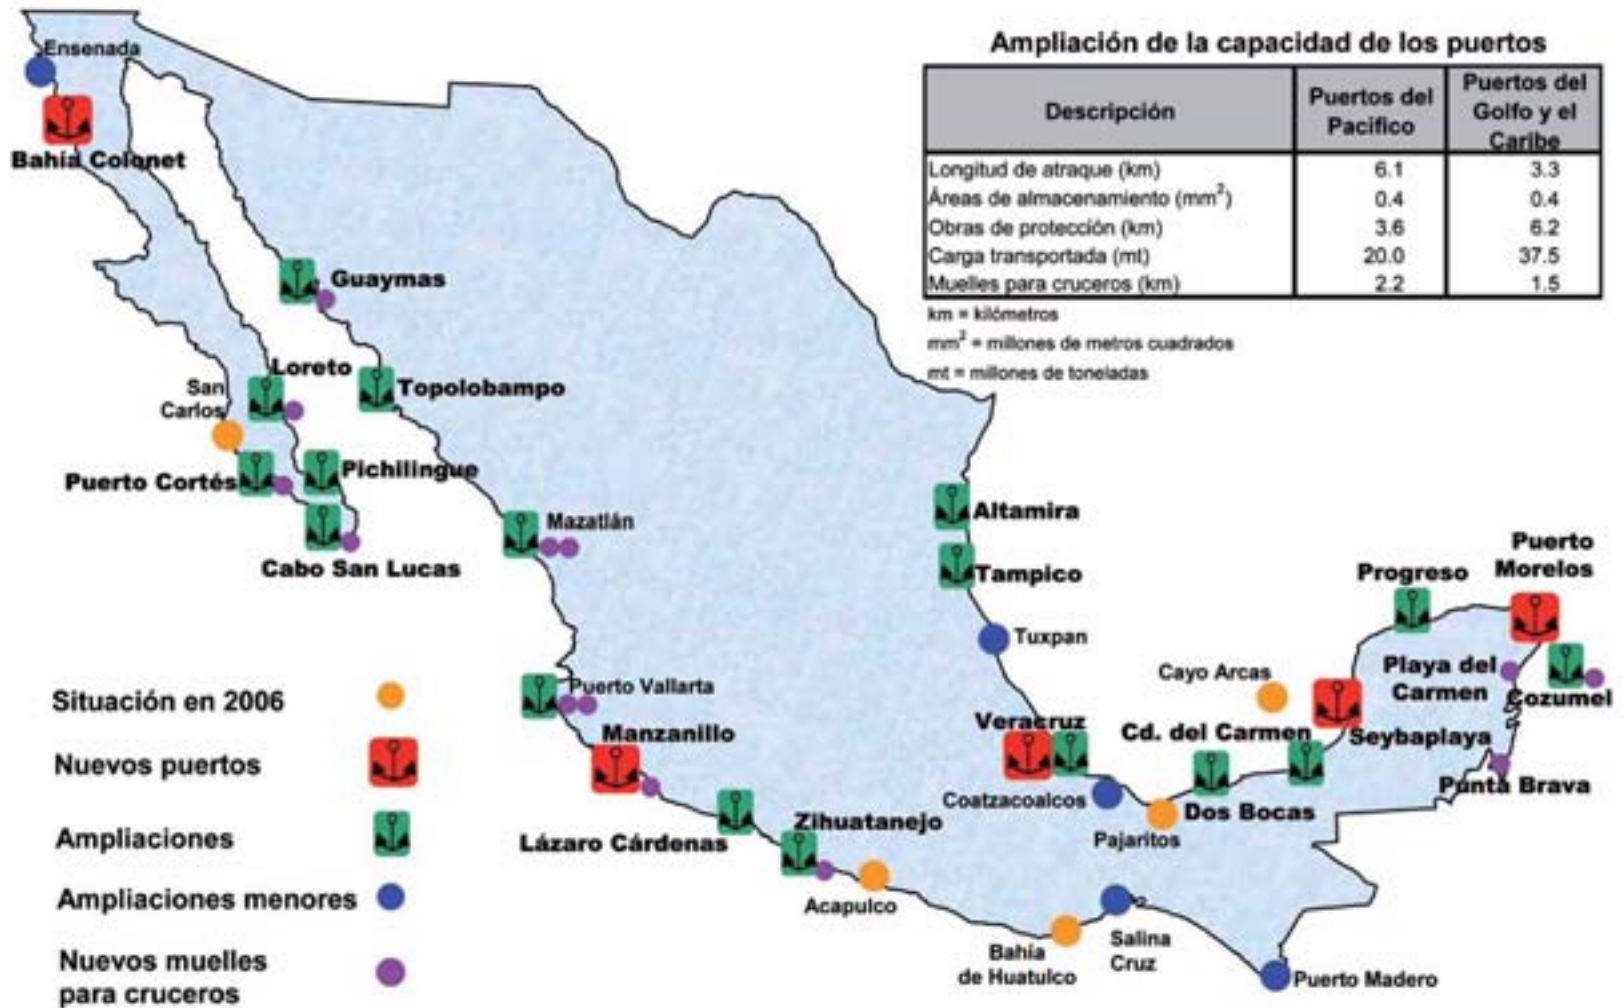 Ampliación de la capacidad de los puertos
Descripción
Puertos del
Pacifico
Puertos del
Golfo y el
Caribe
Longitud de atraque (km) 6.1 3.3
Áreas de almacenamiento (mm²) 0.4 0.4
Obras de protección (km) 3.6 6.2
Carga transportada (mt) 20.0 37.5
Muelles para cruceros (km) 2.2 1.5
km = kilómetros
mm² = millones de metros cuadrados
mt = millones de toneladas
Ensenada
Bahía Colonet
Guaymas
Loreto
Topolobampo
San
Carlos
Puerto Cortés
Pichilingue
Cabo San Lucas
Mazatlán
Puerto Vallarta
Manzanillo
Lázaro Cárdenas
Zihuatanejo
Acapulco
Bahía
de Huatulco
Salina
Cruz
Puerto Madero
Altamira
Tampico
Tuxpan
Veracruz
Coatzacoalcos
Pajaritos
Dos Bocas
Cd. del Carmen
Cayo Arcas
Seybaplaya
Progreso
Puerto
Morelos
Playa del
Carmen
Cozumel
Punta Brava
Situación en 2006
Nuevos puertos
Ampliaciones
Ampliaciones menores
Nuevos muelles
para cruceros